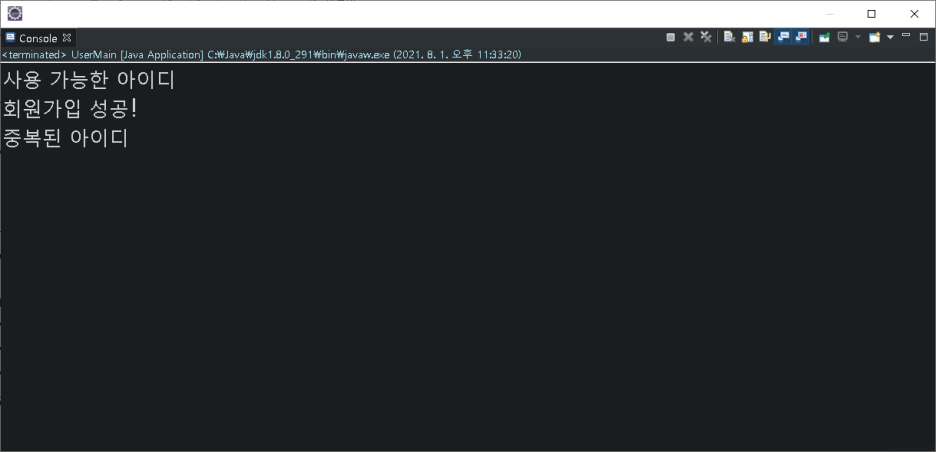 Console
<terminated> UserMain [Java Application] C:₩Java₩jdk1.8.0_291₩bin₩javaw.exe (2021. 8. 1. 오후 11:33:20)
사용 가능한 아이디
회원가입 성공!
중복된 아이디